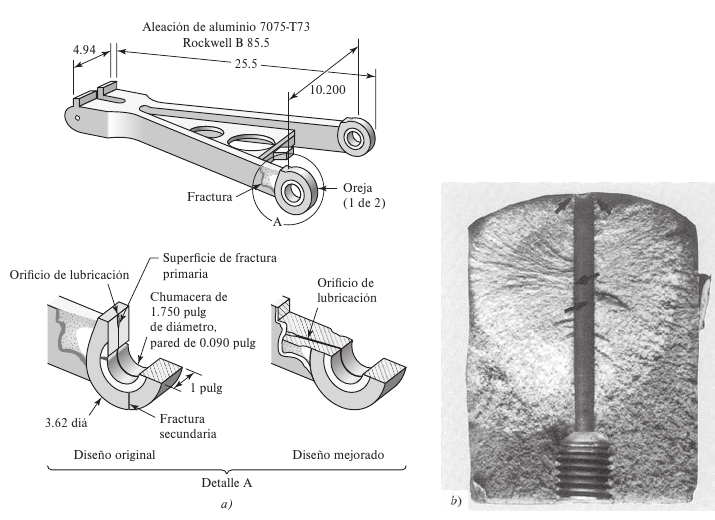 Aleación de aluminio 7075-T73
Rockwell B 85.5
4.94
25.5
10.200
Fractura
Oreja
(1 de 2)
A
Superficie de fractura
primaria
Orificio de lubricación
Chumacera de
1.750 pulg
de diámetro,
pared de 0.090 pulg
Orificio de
lubricación
1 pulg
3.62 diá
Fractura
secundaria
Diseño original
Diseño mejorado
Detalle A
a)
b)